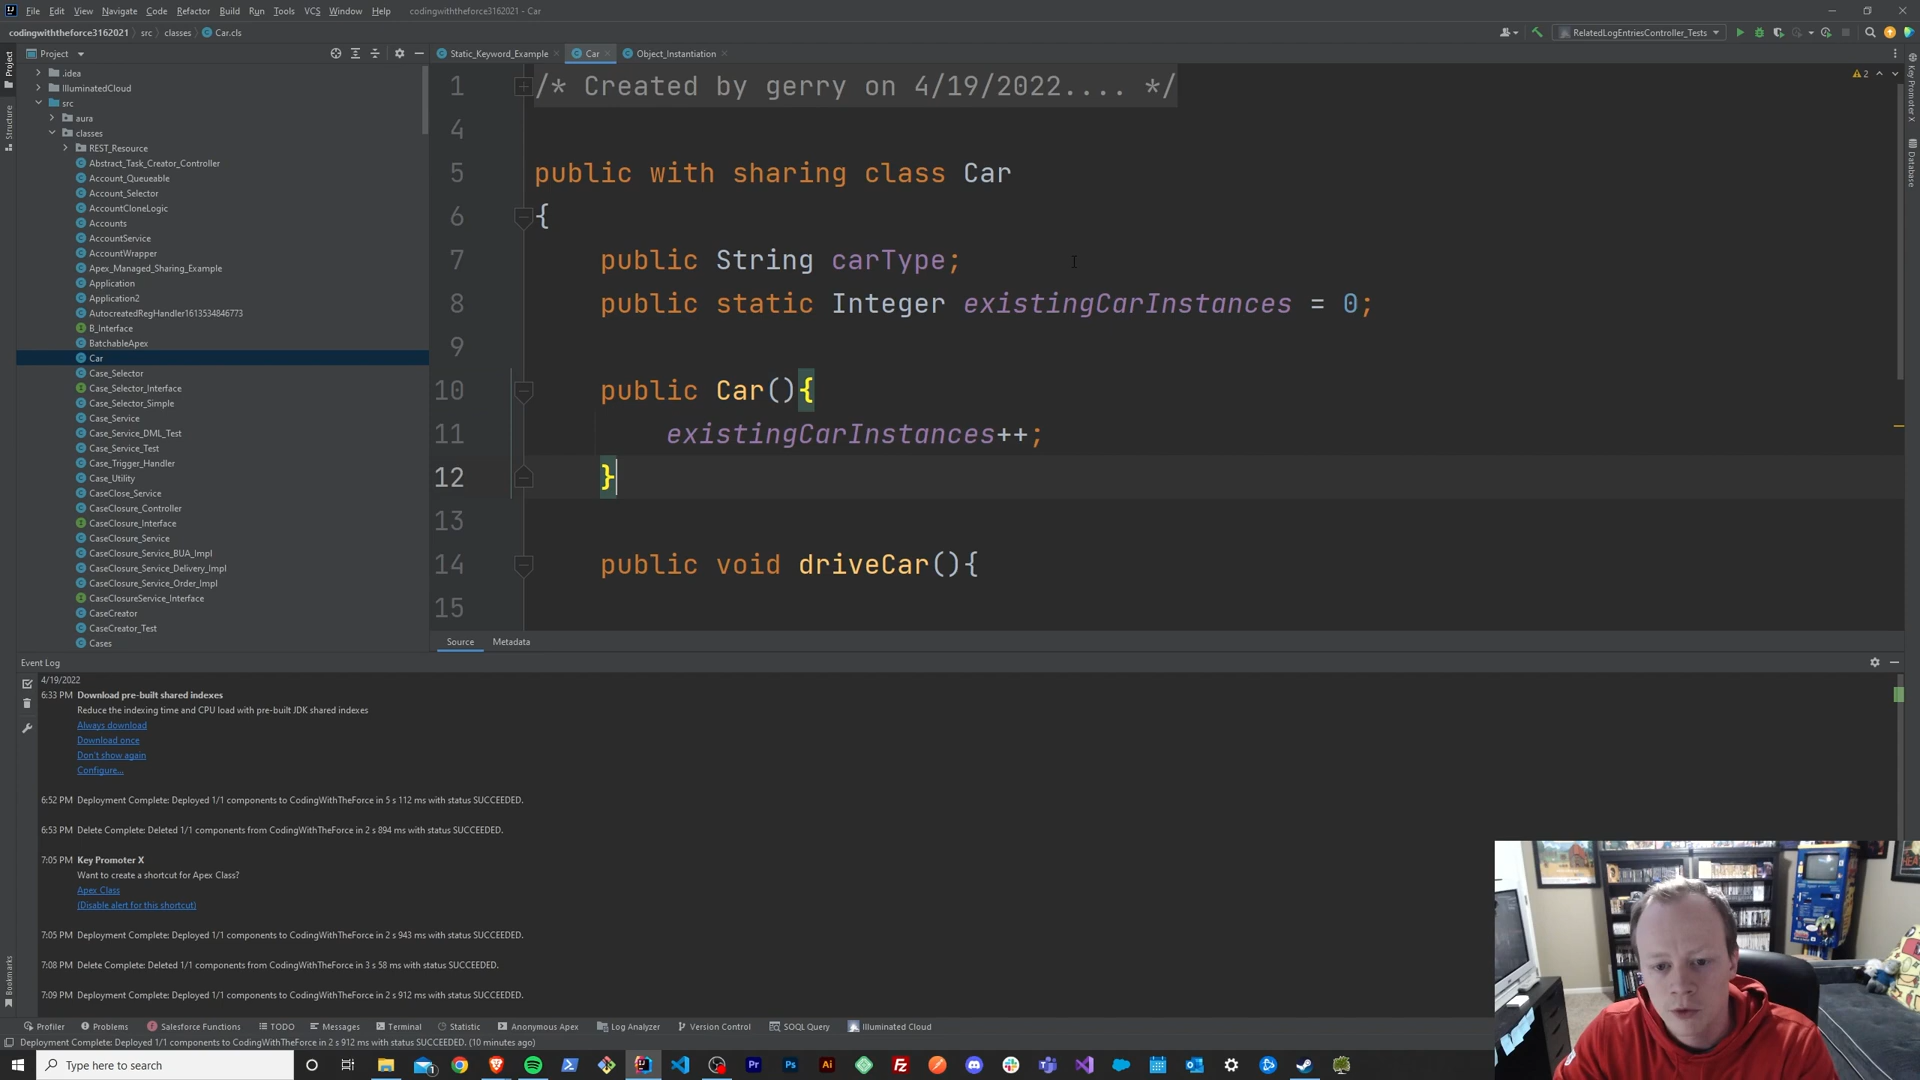 File Edit View Navigate Code Refactor Build Run Tools VCS Window Help codingwiththeforce3162021 - Car
codingwiththeforce3162021 src classes Car.cls
RelatedLogEntriesController_Tests
Project
Static_Keyword_Example Car Object_Instantiation
.idea
IlluminatedCloud
src
aura
classes
REST_Resource
Abstract_Task_Creator_Controller
Account_Queueable
Account_Selector
AccountCloneLogic
Accounts
AccountService
AccountWrapper
Apex_Managed_Sharing_Example
Application
Application2
AutocreatedRegHandler1613534846773
B_Interface
BatchableApex
Car
Case_Selector
Case_Selector_Interface
Case_Selector_Simple
Case_Service
Case_Service_DML_Test
Case_Service_Test
Case_Trigger_Handler
Case_Utility
CaseClose_Service
CaseClosure_Controller
CaseClosure_Interface
CaseClosure_Service
CaseClosure_Service_BUA_Impl
CaseClosure_Service_Delivery_Impl
CaseClosure_Service_Order_Impl
CaseClosureService_Interface
CaseCreator
CaseCreator_Test
Cases
1 /* Created by gerry on 4/19/2022.... */
4
5 public with sharing class Car
6 {
7 public String carType;
8 public static Integer existingCarInstances = 0;
9
10 public Car(){
11 existingCarInstances++;
12 }
13
14 public void driveCar(){
15
2
Project
Structure
Bookmarks
Key Promoter X
Database
Source Metadata
Event Log
4/19/2022
6:33 PM Download pre-built shared indexes
Reduce the indexing time and CPU load with pre-built JDK shared indexes
Always download
Download once
Don't show again
Configure...
6:52 PM Deployment Complete: Deployed 1/1 components to CodingWithTheForce in 5 s 112 ms with status SUCCEEDED.
6:53 PM Delete Complete: Deleted 1/1 components from CodingWithTheForce in 2 s 894 ms with status SUCCEEDED.
7:05 PM Key Promoter X
Want to create a shortcut for Apex Class?
Apex Class
(Disable alert for this shortcut)
7:05 PM Deployment Complete: Deployed 1/1 components to CodingWithTheForce in 2 s 943 ms with status SUCCEEDED.
7:08 PM Delete Complete: Deleted 1/1 components from CodingWithTheForce in 3 s 58 ms with status SUCCEEDED.
7:09 PM Deployment Complete: Deployed 1/1 components to CodingWithTheForce in 2 s 912 ms with status SUCCEEDED.
Profiler Problems Salesforce Functions TODO Messages Terminal Statistic Anonymous Apex Log Analyzer Version Control SOQL Query Illuminated Cloud
Deployment Complete: Deployed 1/1 components to CodingWithTheForce in 2 s 912 ms with status SUCCEEDED. (10 minutes ago)
Type here to search